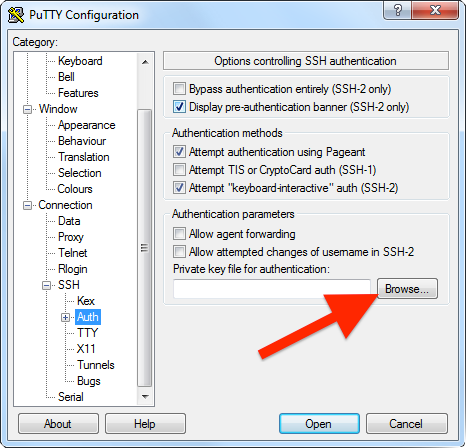 PuTTY Configuration
Category:
Keyboard
Bell
Features
Window
Appearance
Behaviour
Translation
Selection
Colours
Connection
Data
Proxy
Telnet
Rlogin
SSH
Kex
Auth
TTY
X11
Tunnels
Bugs
Serial
Options controlling SSH authentication
Bypass authentication entirely (SSH-2 only)
Display pre-authentication banner (SSH-2 only)
Authentication methods
Attempt authentication using Pageant
Attempt TIS or CryptoCard auth (SSH-1)
Attempt "keyboard-interactive" auth (SSH-2)
Authentication parameters
Allow agent forwarding
Allow attempted changes of username in SSH-2
Private key file for authentication:
Browse...
About
Help
Open
Cancel